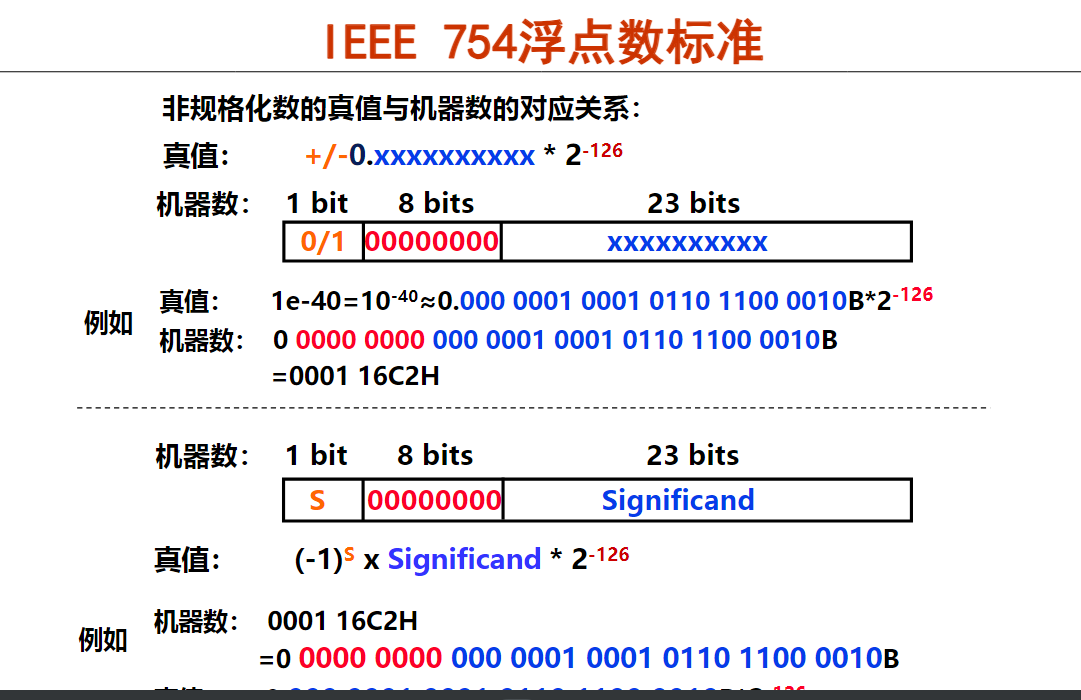 IEEE 754浮点数标准
非规格化数的真值与机器数的对应关系：
真值： +/-0.xxxxxxxxxx * 2-126
机器数： 1 bit 8 bits 23 bits
0/1 00000000 xxxxxxxxxx
真值： 1e-40=10-40≈0.000 0001 0001 0110 1100 0010B*2-126
例如
机器数： 0 0000 0000 000 0001 0001 0110 1100 0010B
=0001 16C2H
机器数： 1 bit 8 bits 23 bits
S 00000000 Significand
真值： (-1)S x Significand * 2-126
机器数： 0001 16C2H
例如
=0 0000 0000 000 0001 0001 0110 1100 0010B